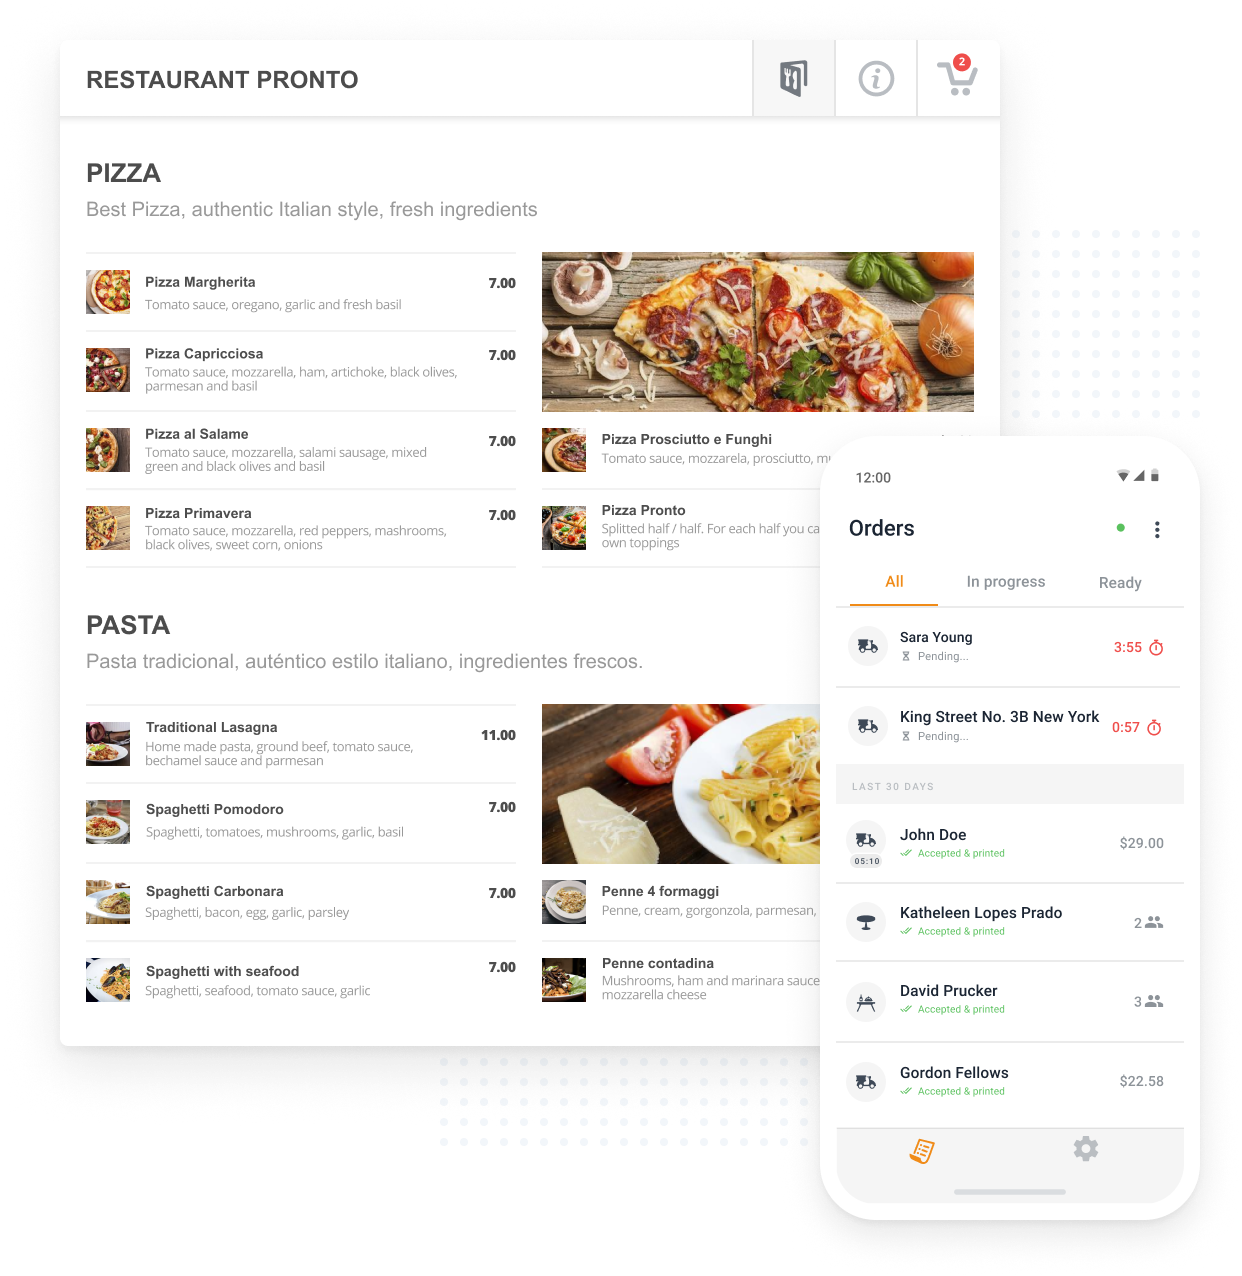 RESTAURANT PRONTO
2
PIZZA
Best Pizza, authentic Italian style, fresh ingredients
Pizza Margherita
7.00
Tomato sauce, oregano, garlic and fresh basil
Pizza Capricciosa
7.00
Tomato sauce, mozzarella, ham, artichoke, black olives,
parmesan and basil
Pizza al Salame
7.00
Tomato sauce, mozzarella, salami sausage, mixed
green and black olives and basil
Pizza Primavera
7.00
Tomato sauce, mozzarella, red peppers, mashrooms,
black olives, sweet corn, onions
Pizza Prosciutto e Funghi
Tomato sauce, mozzarela, prosciutto,
Pizza Pronto
Splitted half / half. For each half you
own toppings
PASTA
Pasta tradicional, auténtico estilo italiano, ingredientes frescos.
Traditional Lasagna
11.00
Home made pasta, ground beef, tomato sauce,
bechamel sauce and parmesan
Spaghetti Pomodoro
7.00
Spaghetti, tomatoes, mushrooms, garlic, basil
Spaghetti Carbonara
7.00
Spaghetti, bacon, egg, garlic, parsley
Spaghetti with seafood
7.00
Spaghetti, seafood, tomato sauce, garlic
Penne 4 formaggi
Penne, cream, gorgonzola, parmesan,
Penne contadina
Mushrooms, ham and marinara sauce
mozzarella cheese
12:00
Orders
All
In progress
Ready
Sara Young
Pending...
3:55
King Street No. 3B New York
Pending...
0:57
LAST 30 DAYS
John Doe
Accepted & printed
05:10
$29.00
Katheleen Lopes Prado
Accepted & printed
2
David Prucker
Accepted & printed
3
Gordon Fellows
Accepted & printed
$22.58